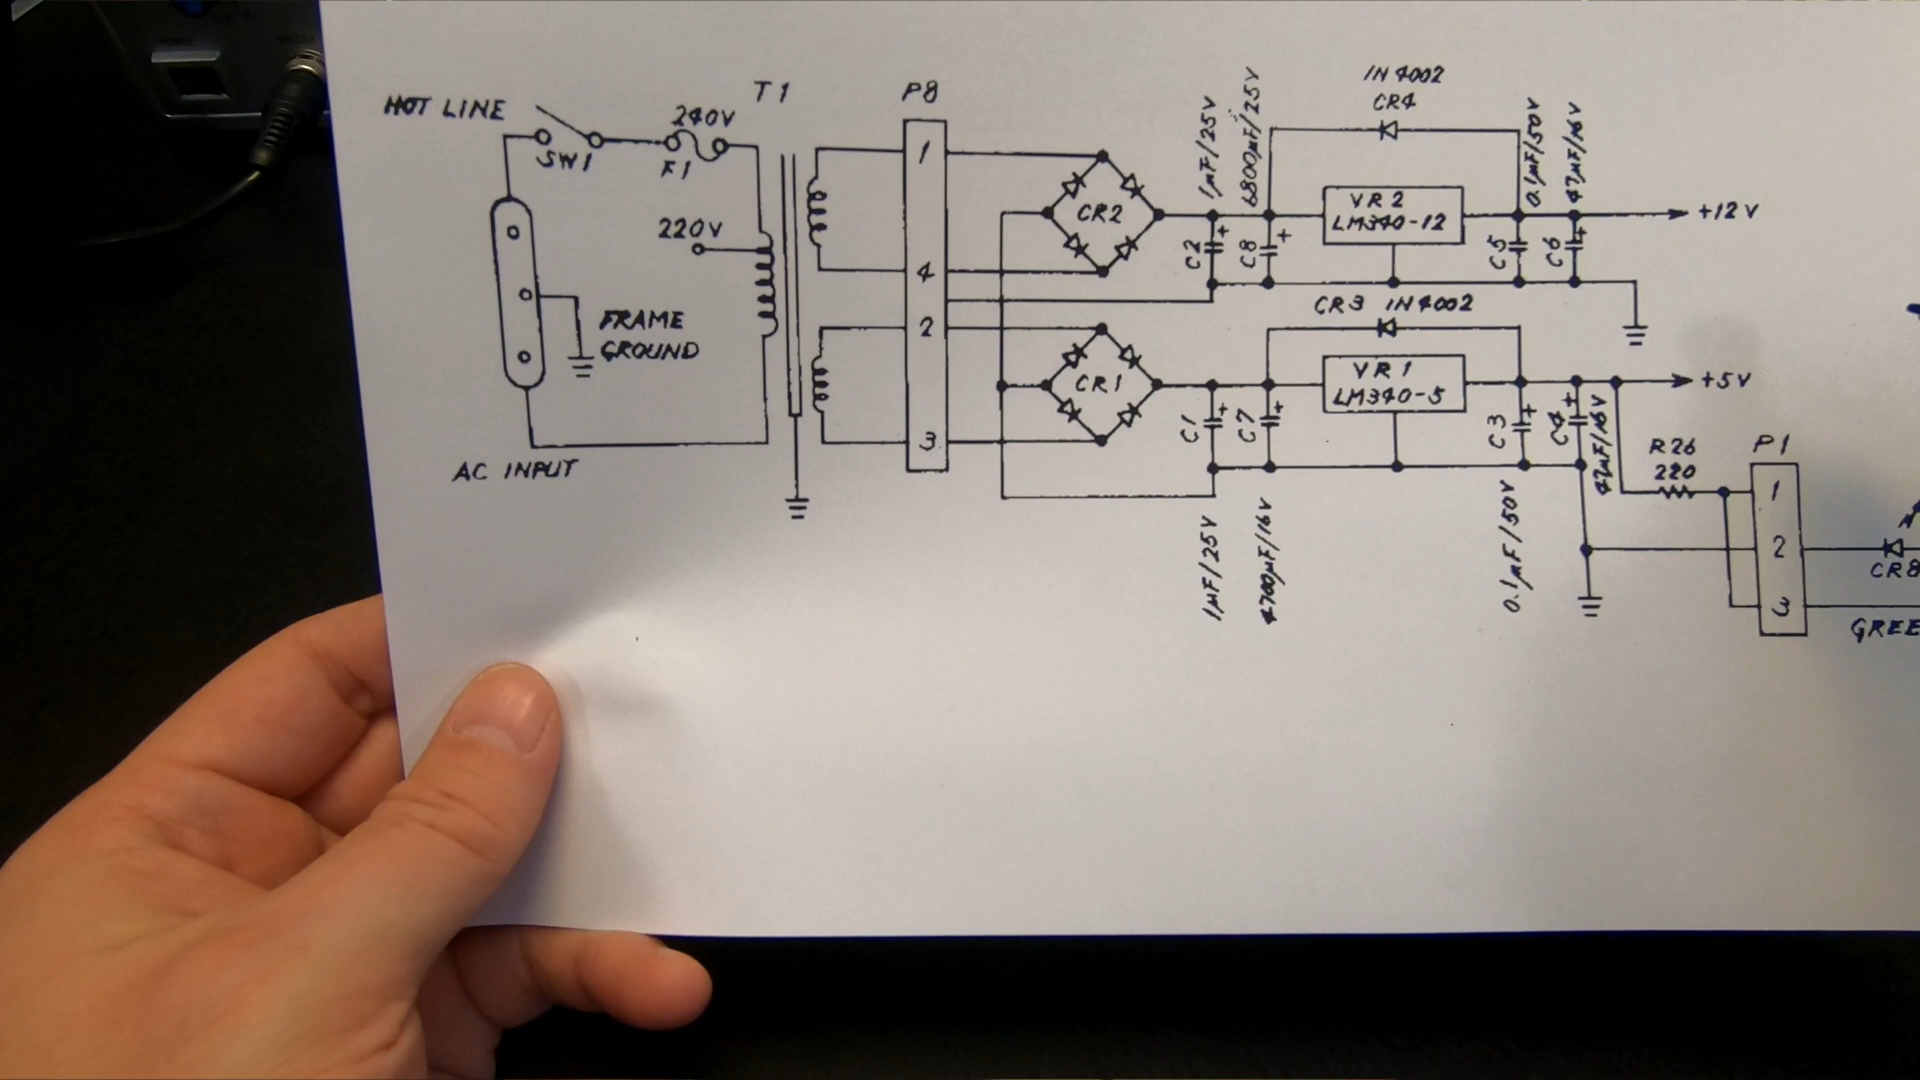 HOT LINE
SW1
240V
F1
T1
P8
220V
FRAME
GROUND
AC INPUT
1
4
2
3
CR2
CR1
1µF/25V
6800µF/25V
C2
C8
+
+
1N4002
CR4
VR2
LM340-12
0.1µF/50V
47µF/16V
C5
C6
+
+12V
CR3 1N4002
VR1
LM340-5
C1
C7
+
+
1µF/25V
4700µF/16V
C3
C4
+
+
0.1µF/50V
47µF/16V
+5V
R26
220
P1
1
2
3
CR8
GREE